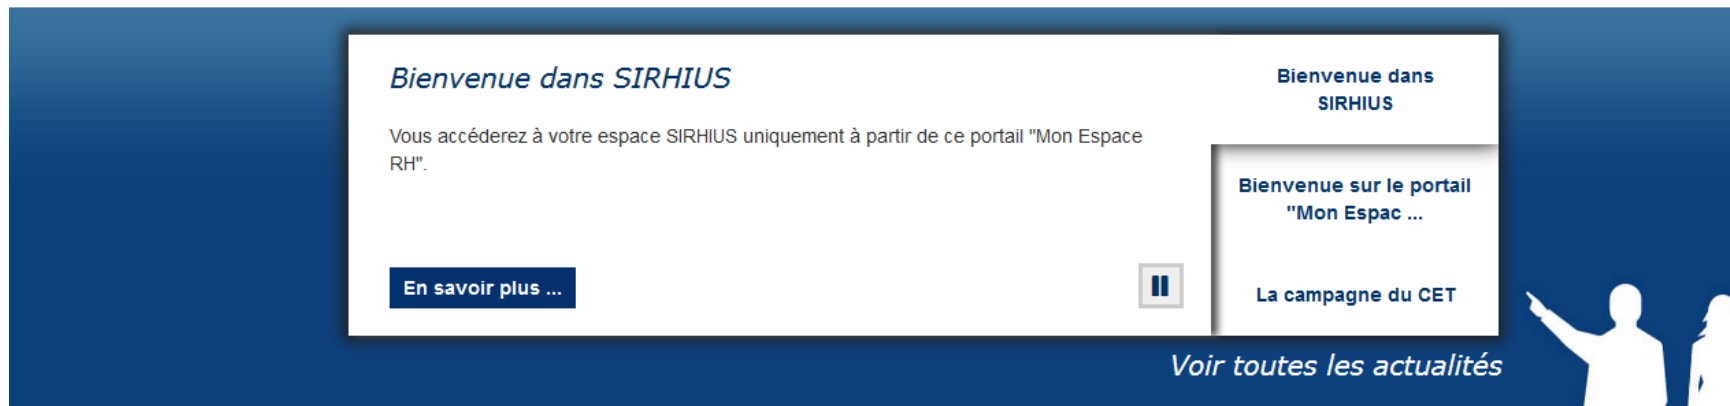 Bienvenue dans SIRHIUS
Vous accéderez à votre espace SIRHIUS uniquement à partir de ce portail "Mon Espace
RH".
En savoir plus ...
Bienvenue dans
SIRHIUS
Bienvenue sur le portail
"Mon Espac ...
La campagne du CET
Voir toutes les actualités